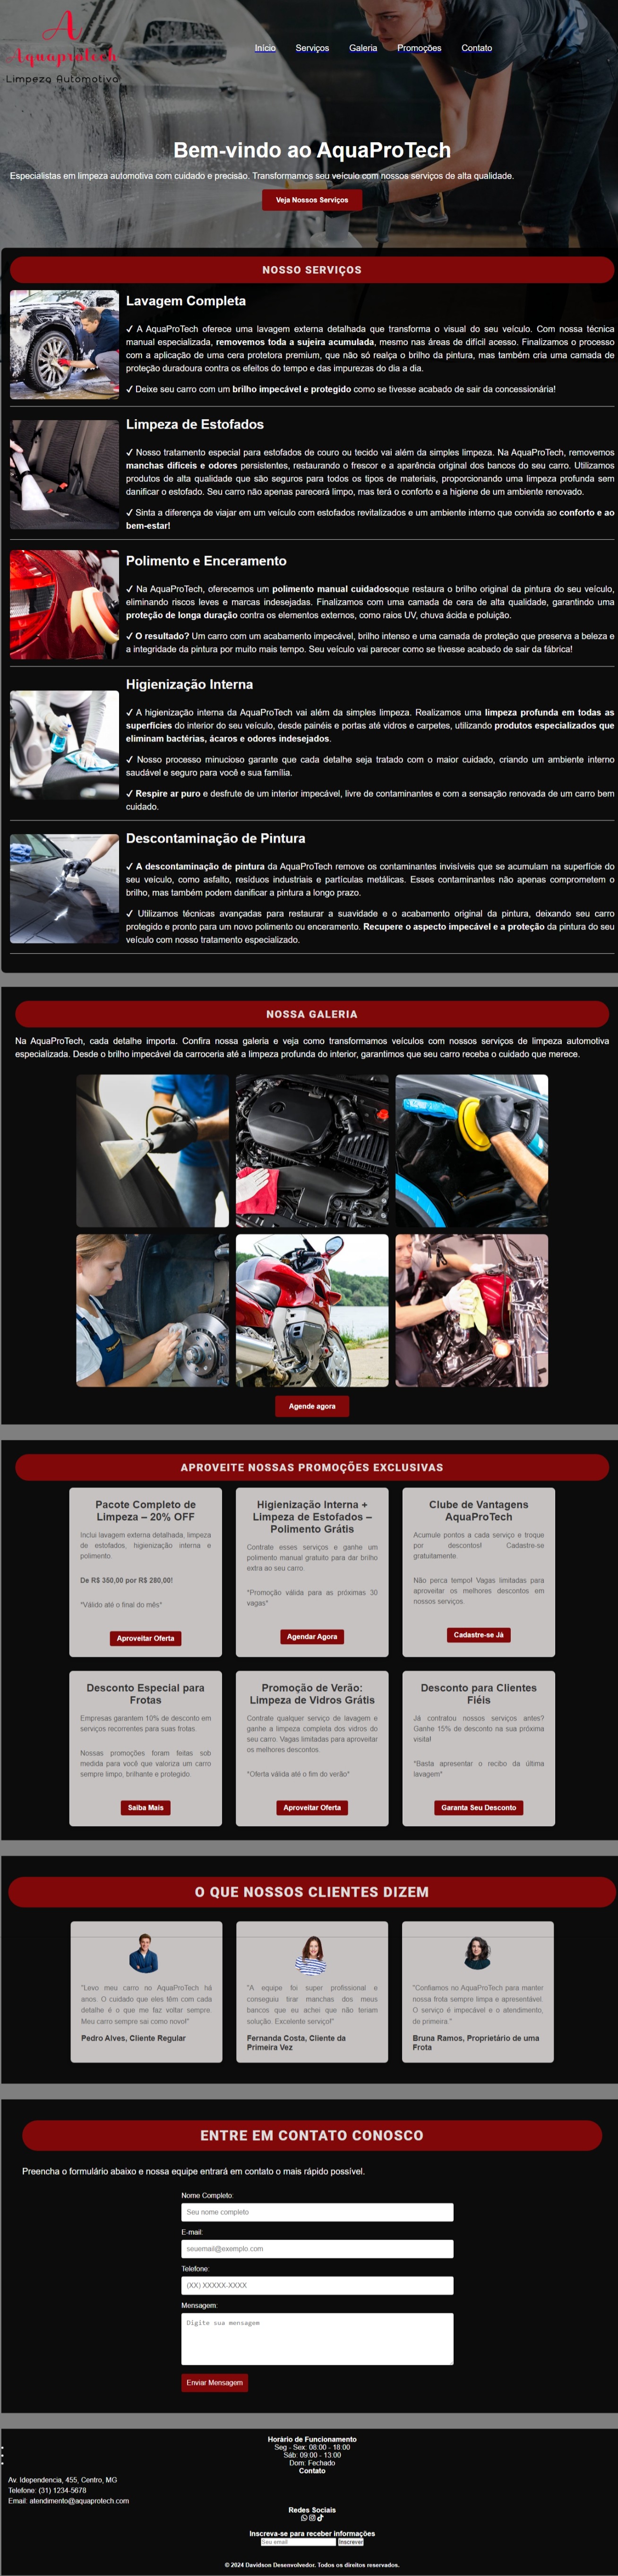 A
Aquaprotech
Limpeza Automotiva
Início Serviços Galeria Promoções Contato
Bem-vindo ao AquaProTech
Especialistas em limpeza automotiva com cuidado e precisão. Transformamos seu veículo com nossos serviços de alta qualidade.
Veja Nossos Serviços
NOSSO SERVIÇOS
Lavagem Completa
✓ A AquaProTech oferece uma lavagem externa detalhada que transforma o visual do seu veículo. Com nossa técnica
manual especializada, removemos toda a sujeira acumulada, mesmo nas áreas de difícil acesso. Finalizamos o processo
com a aplicação de uma cera protetora premium, que não só realça o brilho da pintura, mas também cria uma camada de
proteção duradoura contra os efeitos do tempo e das impurezas do dia a dia.
✓ Deixe seu carro com um brilho impecável e protegido como se tivesse acabado de sair da concessionária!
Limpeza de Estofados
✓ Nosso tratamento especial para estofados de couro ou tecido vai além da simples limpeza. Na AquaProTech, removemos
manchas difíceis e odores persistentes, restaurando o frescor e a aparência original dos bancos do seu carro. Utilizamos
produtos de alta qualidade que são seguros para todos os tipos de materiais, proporcionando uma limpeza profunda sem
danificar o estofado. Seu carro não apenas parecerá limpo, mas terá o conforto e a higiene de um ambiente renovado.
✓ Sinta a diferença de viajar em um veículo com estofados revitalizados e um ambiente interno que convida ao conforto e ao
bem-estar!
Polimento e Enceramento
✓ Na AquaProTech, oferecemos um polimento manual cuidadosoque restaura o brilho original da pintura do seu veículo,
eliminando riscos leves e marcas indesejadas. Finalizamos com uma camada de cera de alta qualidade, garantindo uma
proteção de longa duração contra os elementos externos, como raios UV, chuva ácida e poluição.
✓ O resultado? Um carro com um acabamento impecável, brilho intenso e uma camada de proteção que preserva a beleza e
a integridade da pintura por muito mais tempo. Seu veículo vai parecer como se tivesse acabado de sair da fábrica!
Higienização Interna
✓ A higienização interna da AquaProTech vai além da simples limpeza. Realizamos uma limpeza profunda em todas as
superfícies do interior do seu veículo, desde painéis e portas até vidros e carpetes, utilizando produtos especializados que
eliminam bactérias, ácaros e odores indesejados.
✓ Nosso processo minucioso garante que cada detalhe seja tratado com o maior cuidado, criando um ambiente interno
saudável e seguro para você e sua família.
✓ Respire ar puro e desfrute de um interior impecável, livre de contaminantes e com a sensação renovada de um carro bem
cuidado.
Descontaminação de Pintura
✓ A descontaminação de pintura da AquaProTech remove os contaminantes invisíveis que se acumulam na superfície do
seu veículo, como asfalto, resíduos industriais e partículas metálicas. Esses contaminantes não apenas comprometem o
brilho, mas também podem danificar a pintura a longo prazo.
✓ Utilizamos técnicas avançadas para restaurar a suavidade e o acabamento original da pintura, deixando seu carro
protegido e pronto para um novo polimento ou enceramento. Recupere o aspecto impecável e a proteção da pintura do seu
veículo com nosso tratamento especializado.
NOSSA GALERIA
Na AquaProTech, cada detalhe importa. Confira nossa galeria e veja como transformamos veículos com nossos serviços de limpeza automotiva
especializada. Desde o brilho impecável da carroceria até a limpeza profunda do interior, garantimos que seu carro receba o cuidado que merece.
Agende agora
APROVEITE NOSSAS PROMOÇÕES EXCLUSIVAS
Pacote Completo de
Limpeza – 20% OFF
Inclui lavagem externa detalhada, limpeza
de estofados, higienização interna e
polimento.
De R$ 350,00 por R$ 280,00!
*Válido até o final do mês*
Aproveitar Oferta
Higienização Interna +
Limpeza de Estofados –
Polimento Grátis
Contrate esses serviços e ganhe um
polimento manual gratuito para dar brilho
extra ao seu carro.
*Promoção válida para as próximas 30
vagas*
Agendar Agora
Clube de Vantagens
AquaProTech
Acumule pontos a cada serviço e troque
por descontos! Cadastre-se
gratuitamente.
Não perca tempo! Vagas limitadas para
aproveitar os melhores descontos em
nossos serviços.
Cadastre-se Já
Desconto Especial para
Frotas
Empresas garantem 10% de desconto em
serviços recorrentes para suas frotas.
Nossas promoções foram feitas sob
medida para você que valoriza um carro
sempre limpo, brilhante e protegido.
Saiba Mais
Promoção de Verão:
Limpeza de Vidros Grátis
Contrate qualquer serviço de lavagem e
ganhe a limpeza completa dos vidros do
seu carro. Vagas limitadas para aproveitar
os melhores descontos.
*Oferta válida até o fim do verão*
Aproveitar Oferta
Desconto para Clientes
Fiéis
Já contratou nossos serviços antes?
Ganhe 15% de desconto na sua próxima
visita!
*Basta apresentar o recibo da última
lavagem*
Garanta Seu Desconto
O QUE NOSSOS CLIENTES DIZEM
"Levo meu carro no AquaProTech há
anos. O cuidado que eles têm com cada
detalhe é o que me faz voltar sempre.
Meu carro sempre sai como novo!"
Pedro Alves, Cliente Regular
"A equipe foi super profissional e
conseguiu tirar manchas dos meus
bancos que eu achei que não teriam
solução. Excelente serviço!"
Fernanda Costa, Cliente da
Primeira Vez
"Confiamos no AquaProTech para manter
nossa frota sempre limpa e apresentável.
O serviço é impecável e o atendimento,
de primeira."
Bruna Ramos, Proprietário de uma
Frota
ENTRE EM CONTATO CONOSCO
Preencha o formulário abaixo e nossa equipe entrará em contato o mais rápido possível.
Nome Completo:
Seu nome completo
E-mail:
seuemail@exemplo.com
Telefone:
(XX) XXXXX-XXXX
Mensagem:
Digite sua mensagem
Enviar Mensagem
Horário de Funcionamento
Seg - Sex: 08:00 - 18:00
Sáb: 09:00 - 13:00
Dom: Fechado
Contato
Av. Idependencia, 455, Centro, MG
Telefone: (31) 1234-5678
Email: atendimento@aquaprotech.com
Redes Sociais
Inscreva-se para receber informações
Seu email Inscrever
© 2024 Davidson Desenvolvedor. Todos os direitos reservados.